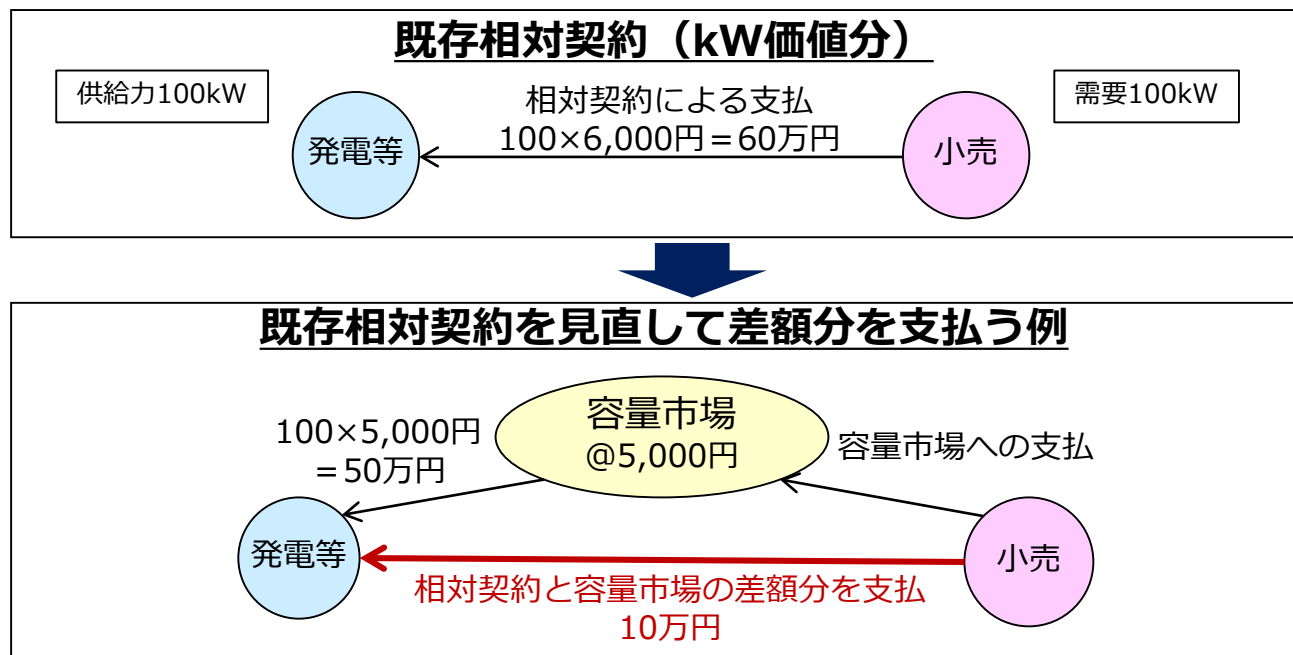 既存相対契約（kW価値分）
供給力100kW
需要100kW
相対契約による支払
100×6,000円＝60万円
発電等
小売
既存相対契約を見直して差額分を支払う例
容量市場
@5,000円
100×5,000円
＝50万円
容量市場への支払
発電等
小売
相対契約と容量市場の差額分を支払
10万円